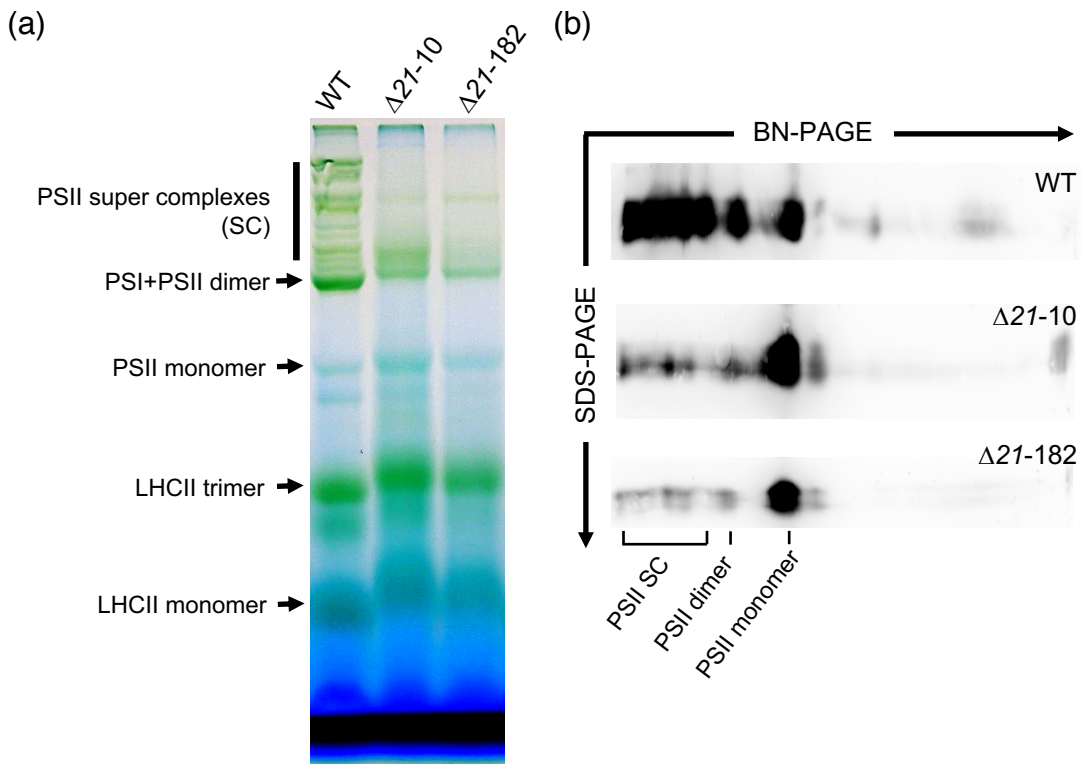 (a)
WT
Δ21-10
Δ21-182
PSII super complexes
(SC)
PSI+PSII dimer
PSII monomer
LHCII trimer
LHCII monomer
(b)
BN-PAGE
SDS-PAGE
WT
Δ21-10
Δ21-182
PSII SC
PSII dimer
PSII monomer